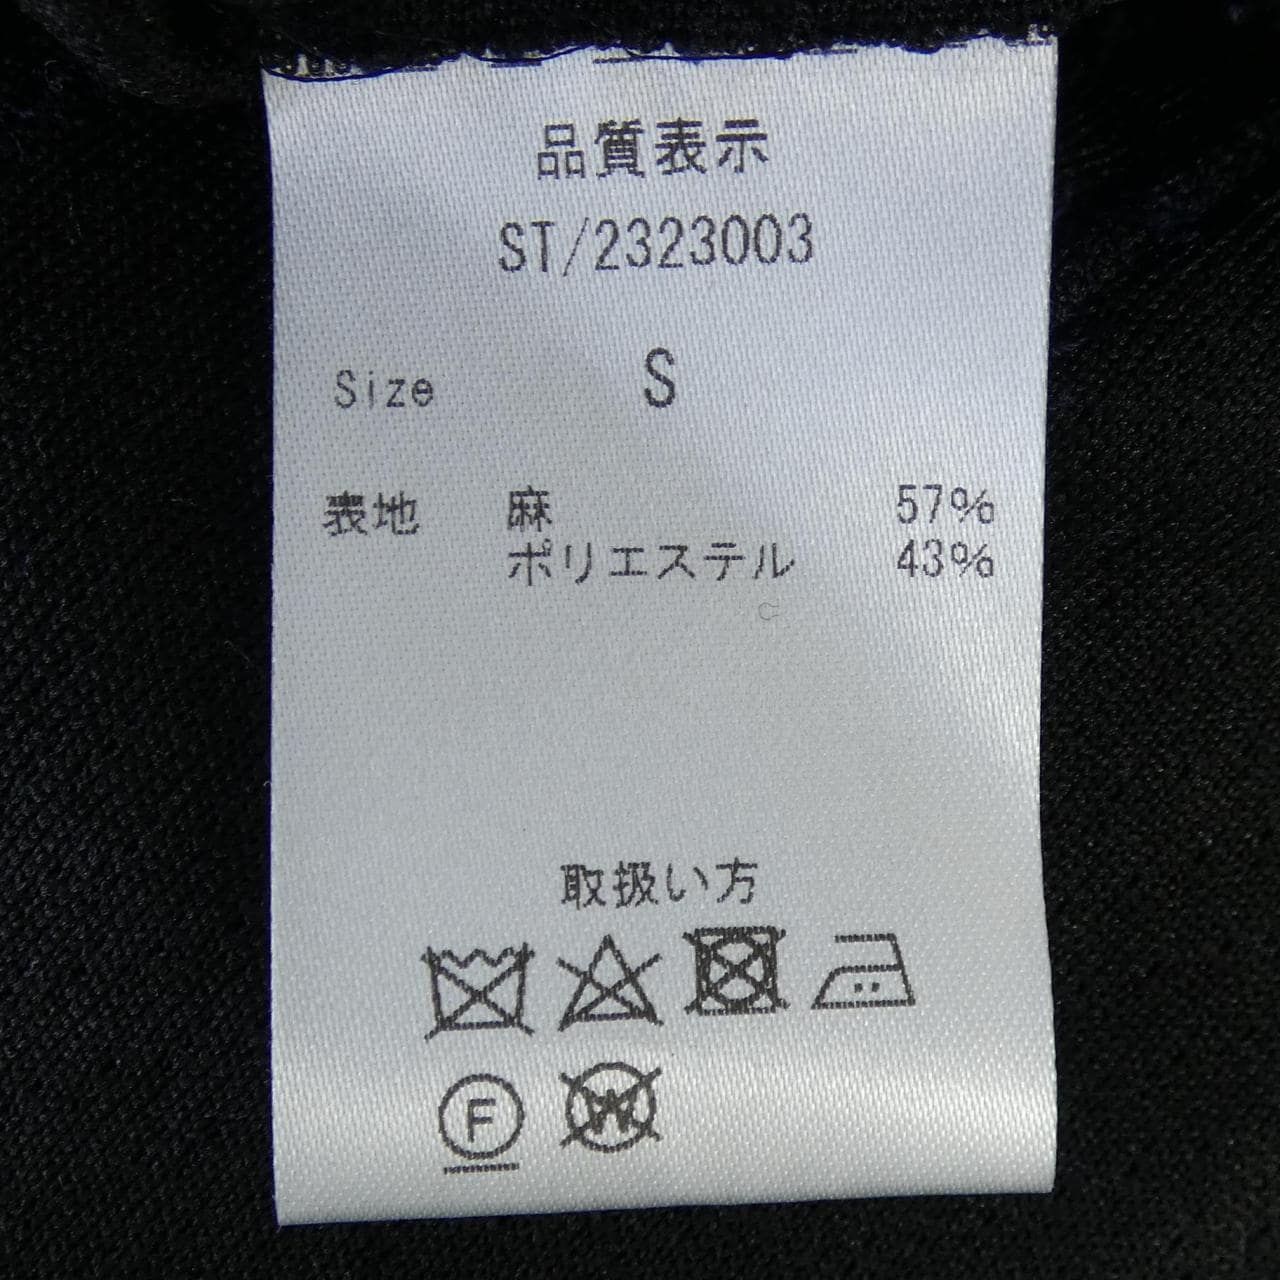 品質表示
ST/2323003
Size S
表地 麻 57%
ポリエステル 43%
取扱い方
F W